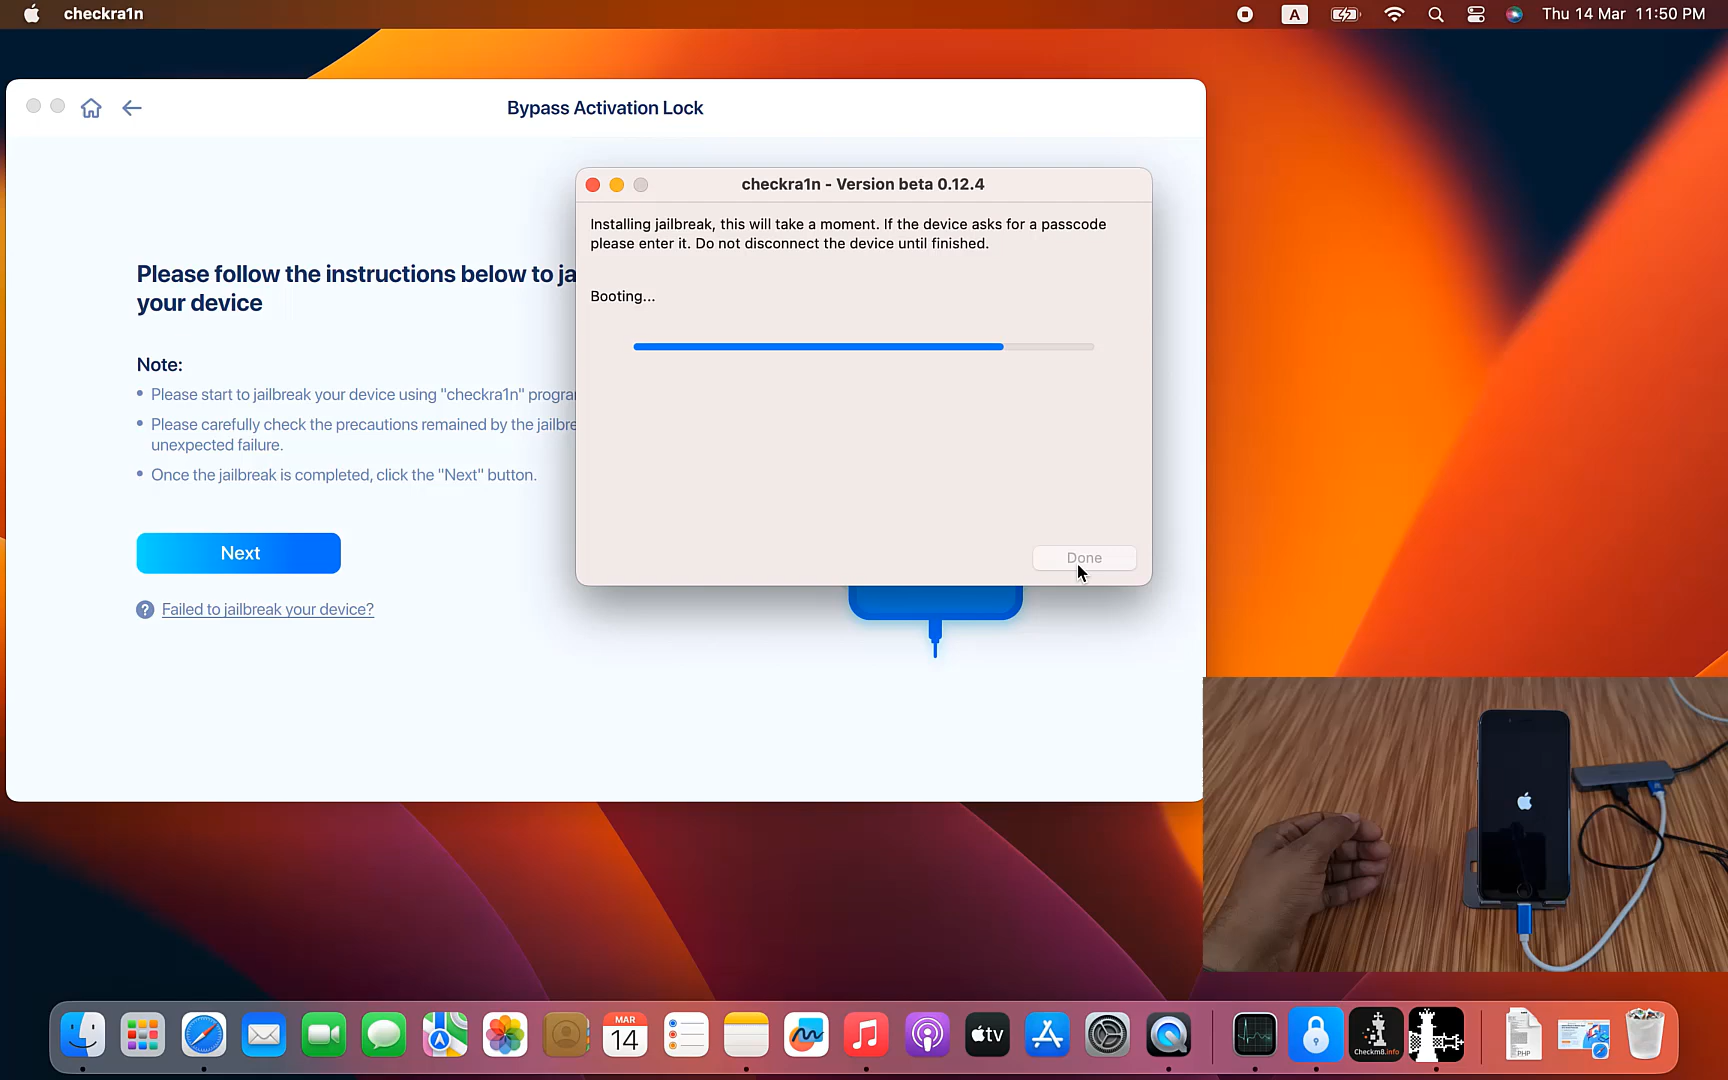 checkra1n
A
Thu 14 Mar 11:50 PM
Bypass Activation Lock
Please follow the instructions below to ja
your device
Note:
Please start to jailbreak your device using "checkra1n" progra
Please carefully check the precautions remained by the jailbre
unexpected failure.
Once the jailbreak is completed, click the "Next" button.
Next
? Failed to jailbreak your device?
checkra1n - Version beta 0.12.4
Installing jailbreak, this will take a moment. If the device asks for a passcode
please enter it. Do not disconnect the device until finished.
Booting...
Done
MAR
14
tv
Checkm8.info
PHP